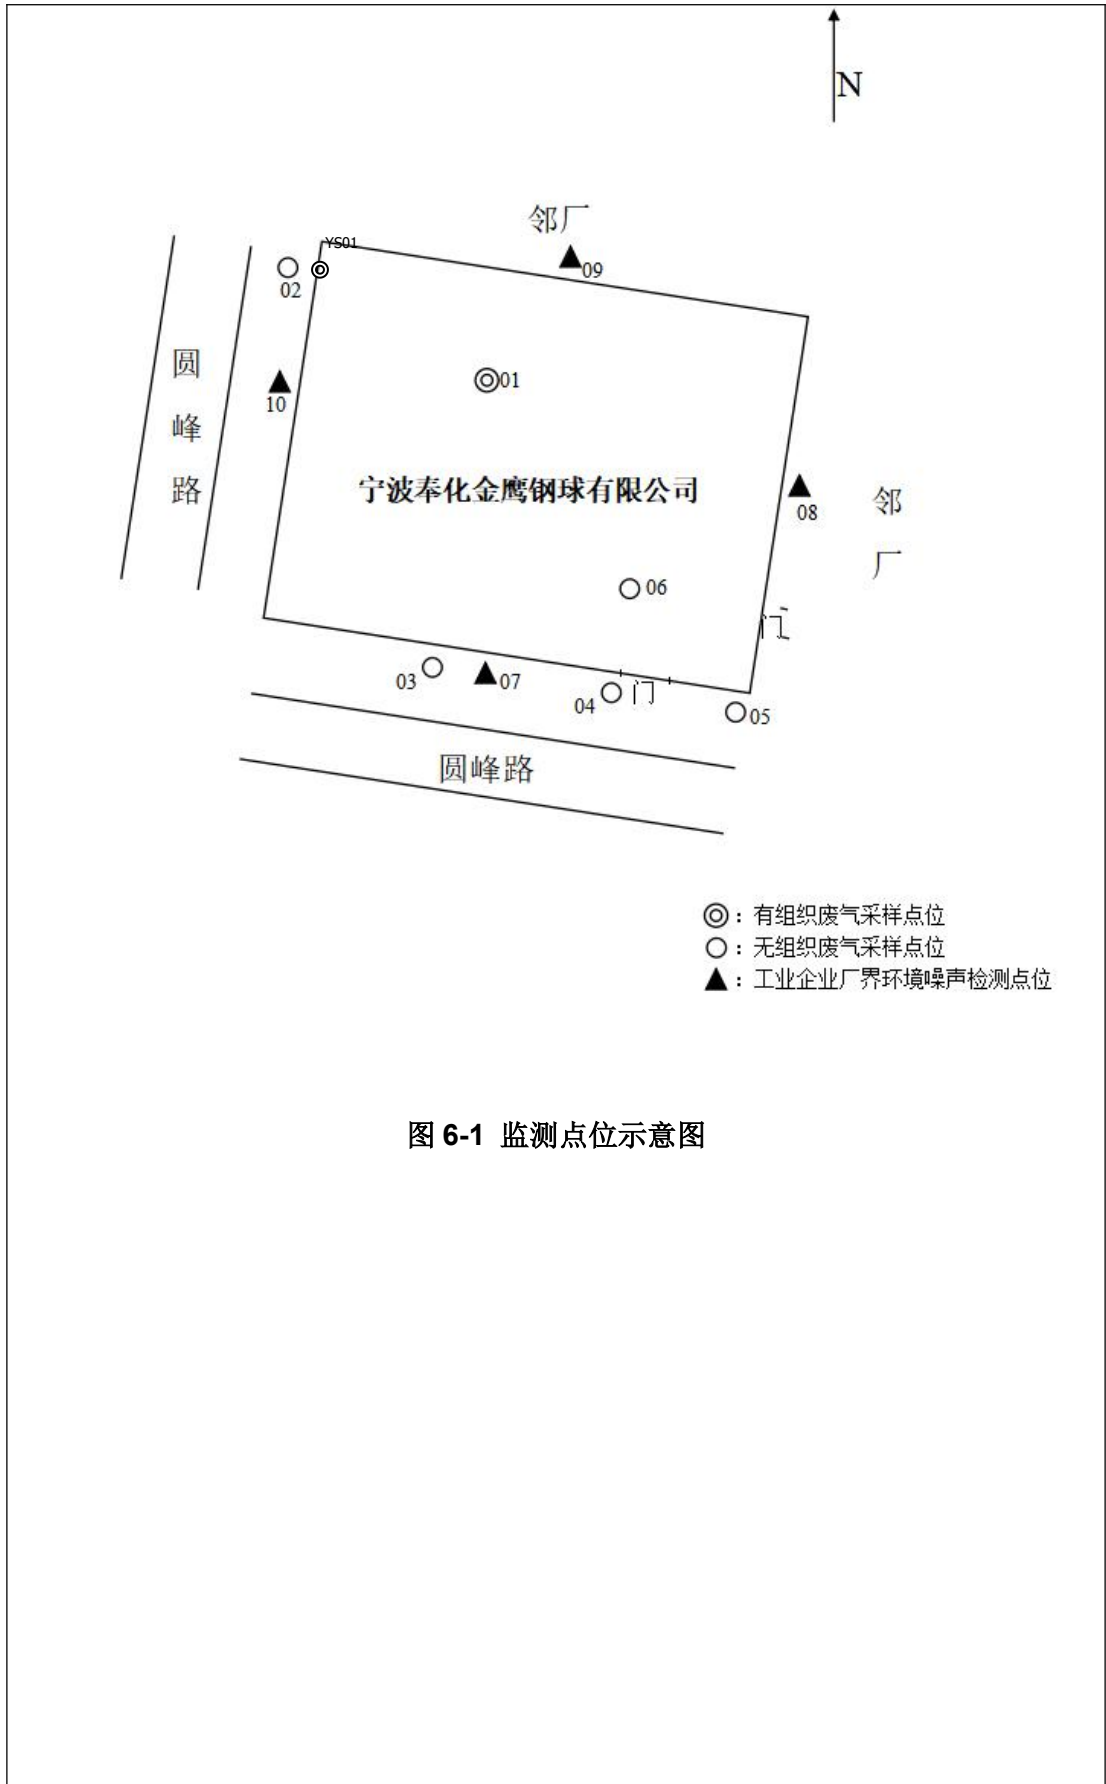 N
邻厂
YS01
09
02
圆峰路
10
01
宁波奉化金鹰钢球有限公司
08
邻厂
06
门
03
07
04
门
05
圆峰路
：有组织废气采样点位
：无组织废气采样点位
：工业企业厂界环境噪声检测点位
图 6-1 监测点位示意图